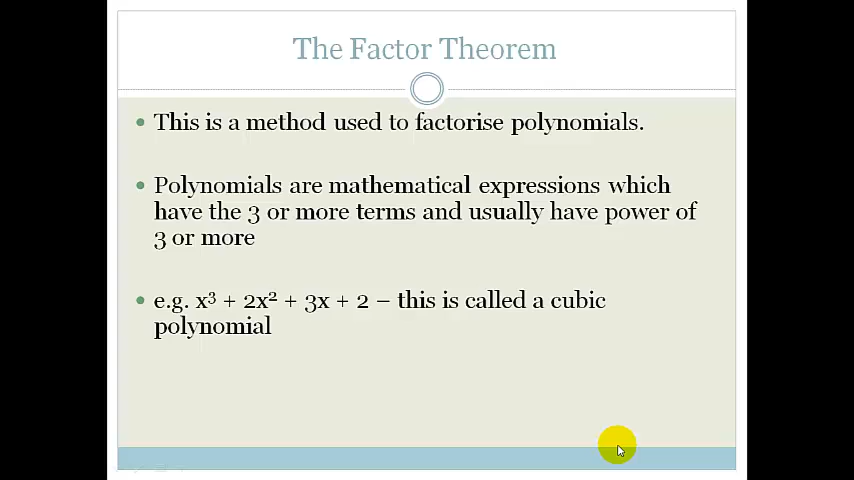 The Factor Theorem
• This is a method used to factorise polynomials.
• Polynomials are mathematical expressions which
have the 3 or more terms and usually have power of
3 or more
• e.g. x³ + 2x² + 3x + 2 – this is called a cubic
polynomial